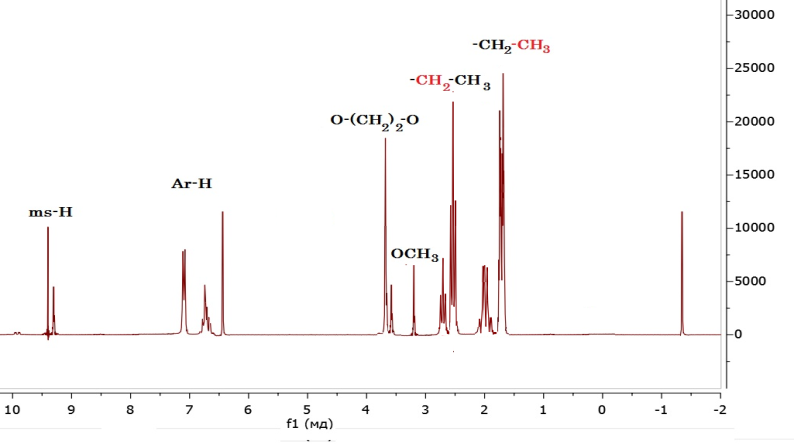 30000
-CH2-CH3
25000
-CH2-CH3
O-(CH2)2-O
20000
Ar-H
15000
ms-H
10000
OCH3
5000
0
10 9 8 7 6 5 4 3 2 1 0 -1 -2
f1 (мд)